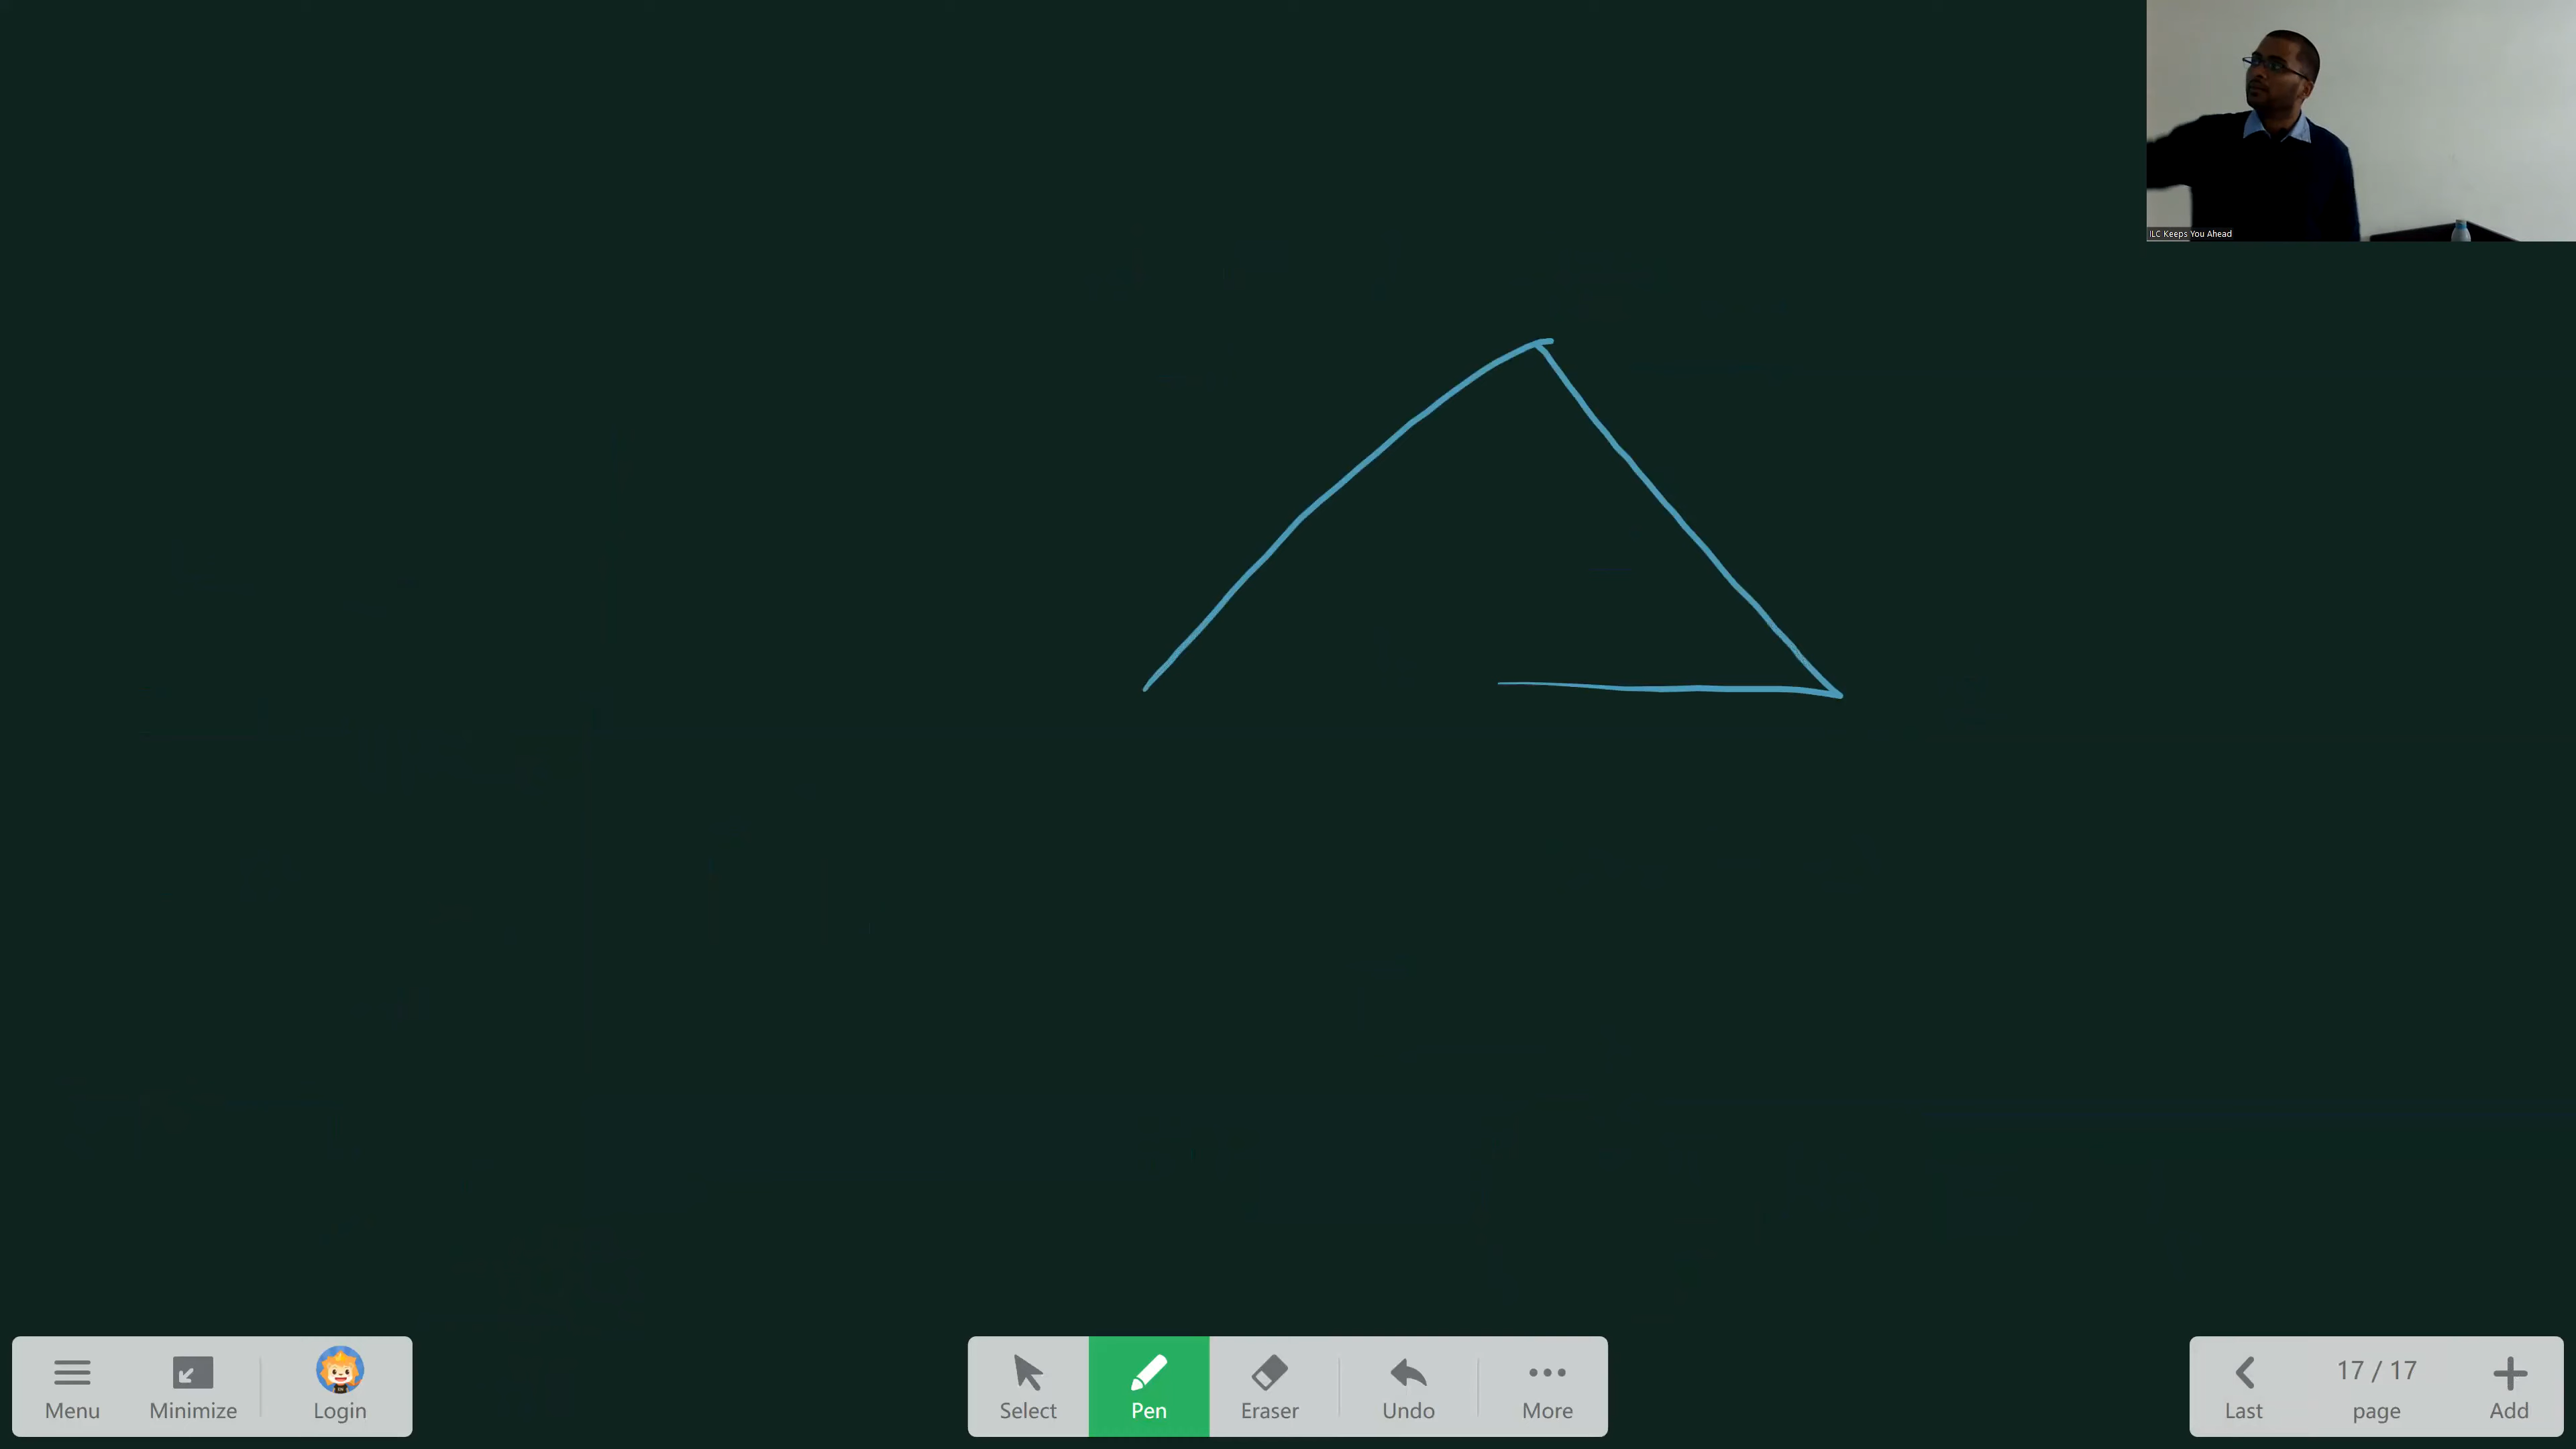 ILC Keeps You Ahead
Menu
Minimize
Login
Select
Pen
Eraser
Undo
More
Last
17 / 17
page
Add